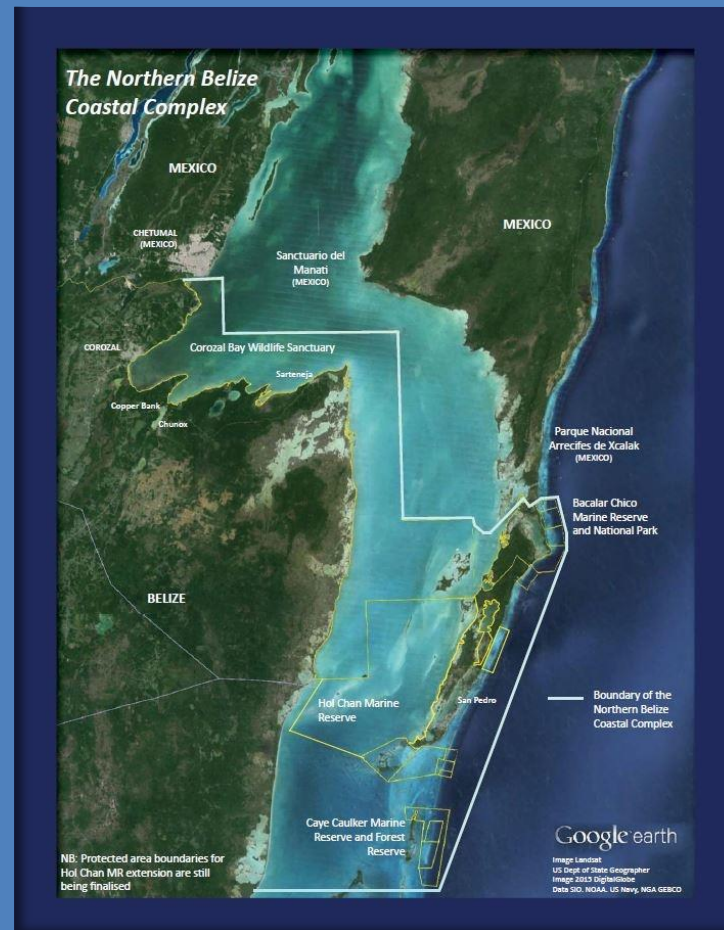 The Northern Belize
Coastal Complex
MEXICO
MEXICO
CHETUMAL
(MEXICO)
Sanctuario del
Manati
(MEXICO)
COROZAL
Corozal Bay Wildlife Sanctuary
Sarteneja
Copper Bank
Chunox
Parque Nacional
Arrecifes de Xcalak
(MEXICO)
Bacalar Chico
Marine Reserve
and National Park
BELIZE
San Pedro
Hol Chan Marine
Reserve
Boundary of the
Northern Belize
Coastal Complex
Caye Caulker Marine
Reserve and Forest
Reserve
NB: Protected area boundaries for
Hol Chan MR extension are still
being finalised
Google earth
Image Landsat
US Dept of State Geographer
Image 2013 DigitalGlobe
Data SIO. NOAA. US Navy, NGA GEBCO